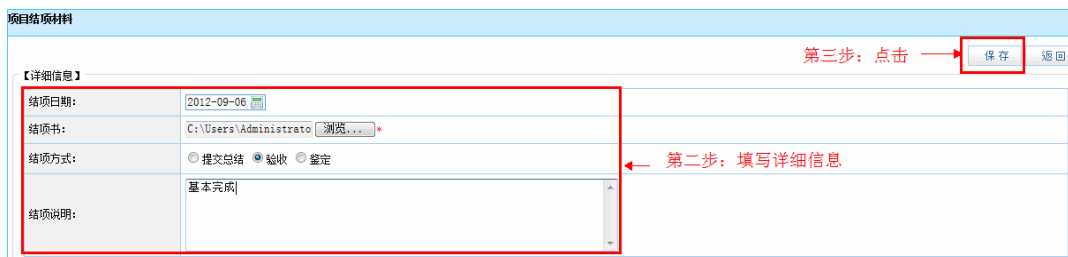 项目结项材料
第三步：点击
保存
返回
【详细信息】
结项日期：
2012-09-06
结项书：
C:\Users\Administrato 浏览... *
结项方式：
提交总结 验收 鉴定
第二步：填写详细信息
结项说明：
基本完成